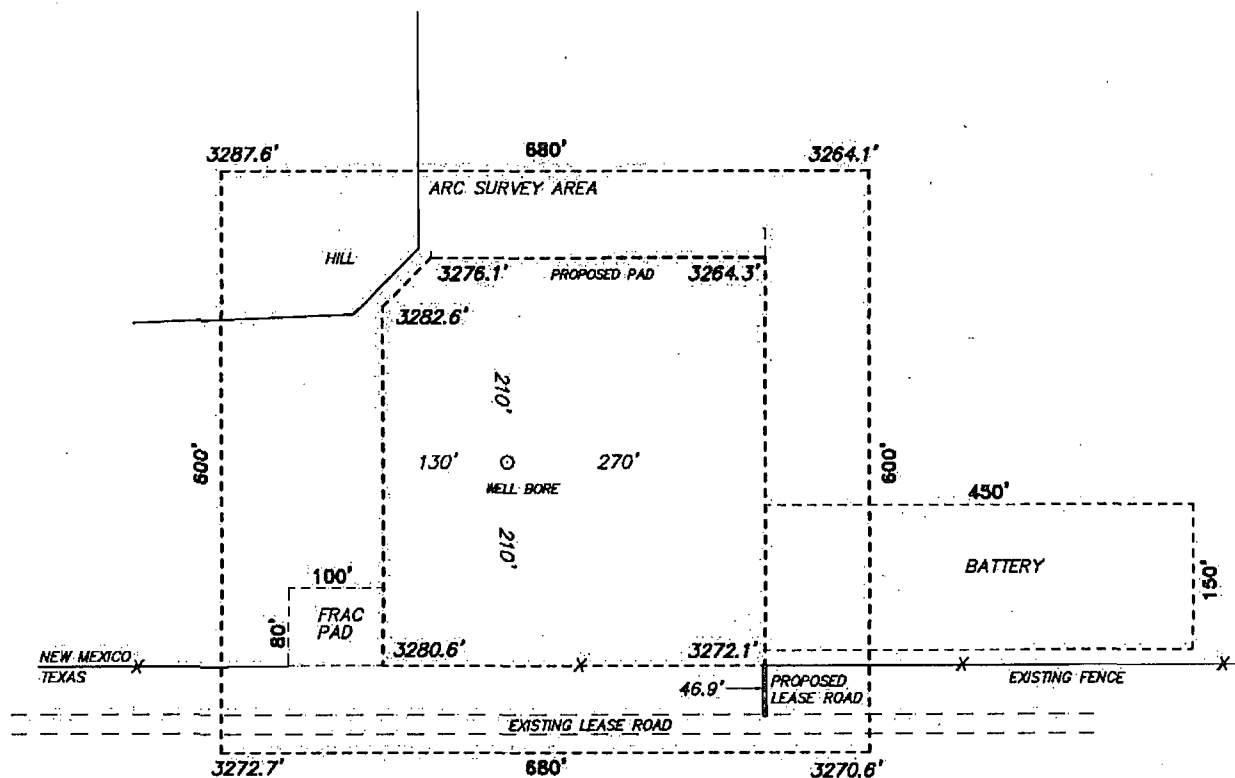 3287.6' 680' 3264.1'
ARC SURVEY AREA
HILL
3276.1' PROPOSED PAD 3264.3'
3282.6'
210'
600'
130' 270'
600'
WELL BORE
450'
210'
BATTERY
150'
100'
FRAC
PAD
80'
3280.6' 3272.1'
NEW MEXICO
TEXAS
EXISTING FENCE
46.9'
PROPOSED
LEASE ROAD
EXISTING LEASE ROAD
3272.7' 680' 3270.6'